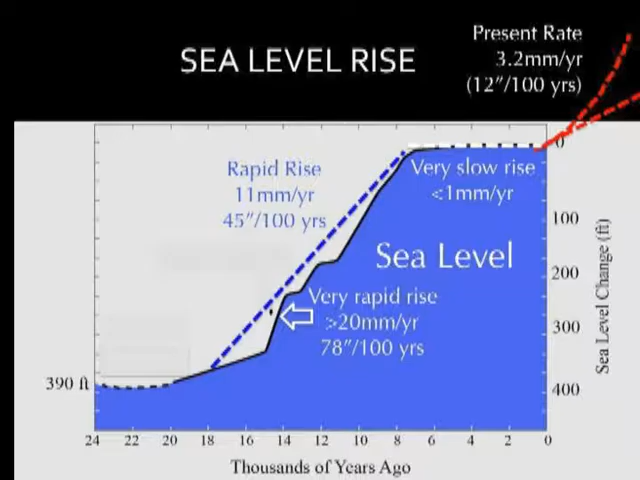 SEA LEVEL RISE
Present Rate
3.2mm/yr
(12"/100 yrs)
Rapid Rise
11mm/yr
45"/100 yrs
Very slow rise
<1mm/yr
Sea Level
Very rapid rise
>20mm/yr
78"/100 yrs
390 ft
0
100
200
300
400
Sea Level Change (ft)
24 22 20 18 16 14 12 10 8 6 4 2 0
Thousands of Years Ago